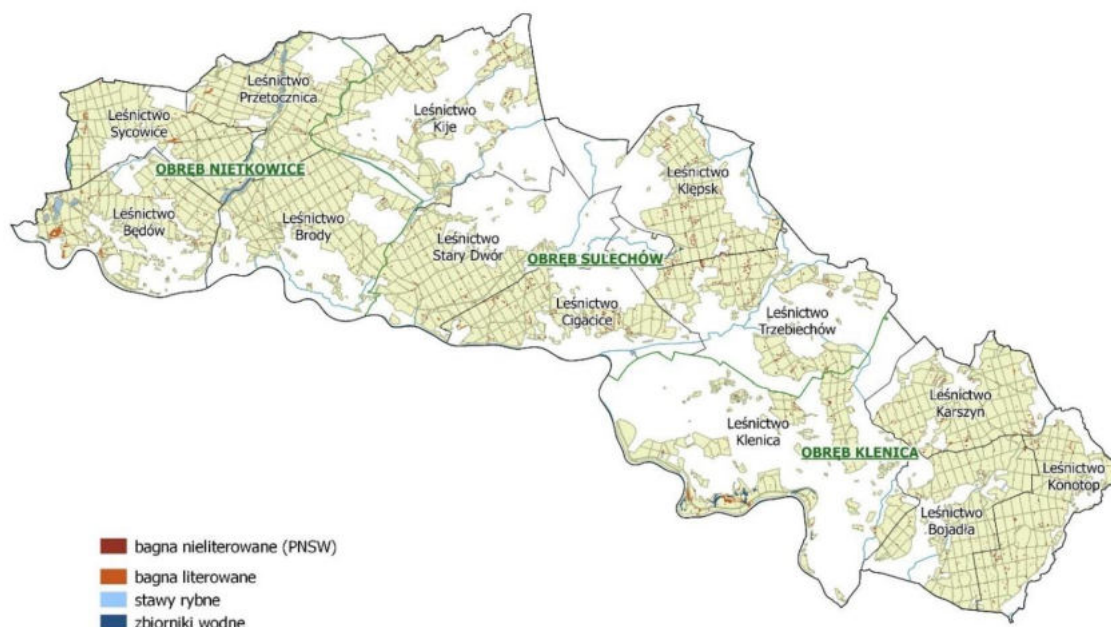 Leśnictwo
Przetocznica
Leśnictwo
Sycowice
Leśnictwo
Kije
OBRĘB NIETKOWICE
Leśnictwo
Klępsk
Leśnictwo
Będów
Leśnictwo
Brody
Leśnictwo
Stary Dwór
OBRĘB SULECHÓW
Leśnictwo
Cigacice
Leśnictwo
Trzebiechów
Leśnictwo
Karszyn
Leśnictwo
Klenica
OBRĘB KLENICA
Leśnictwo
Konotop
Leśnictwo
Bojadła
bagna nieliterowane (PNSW)
bagna literowane
stawy rybne
zbiorniki wodne